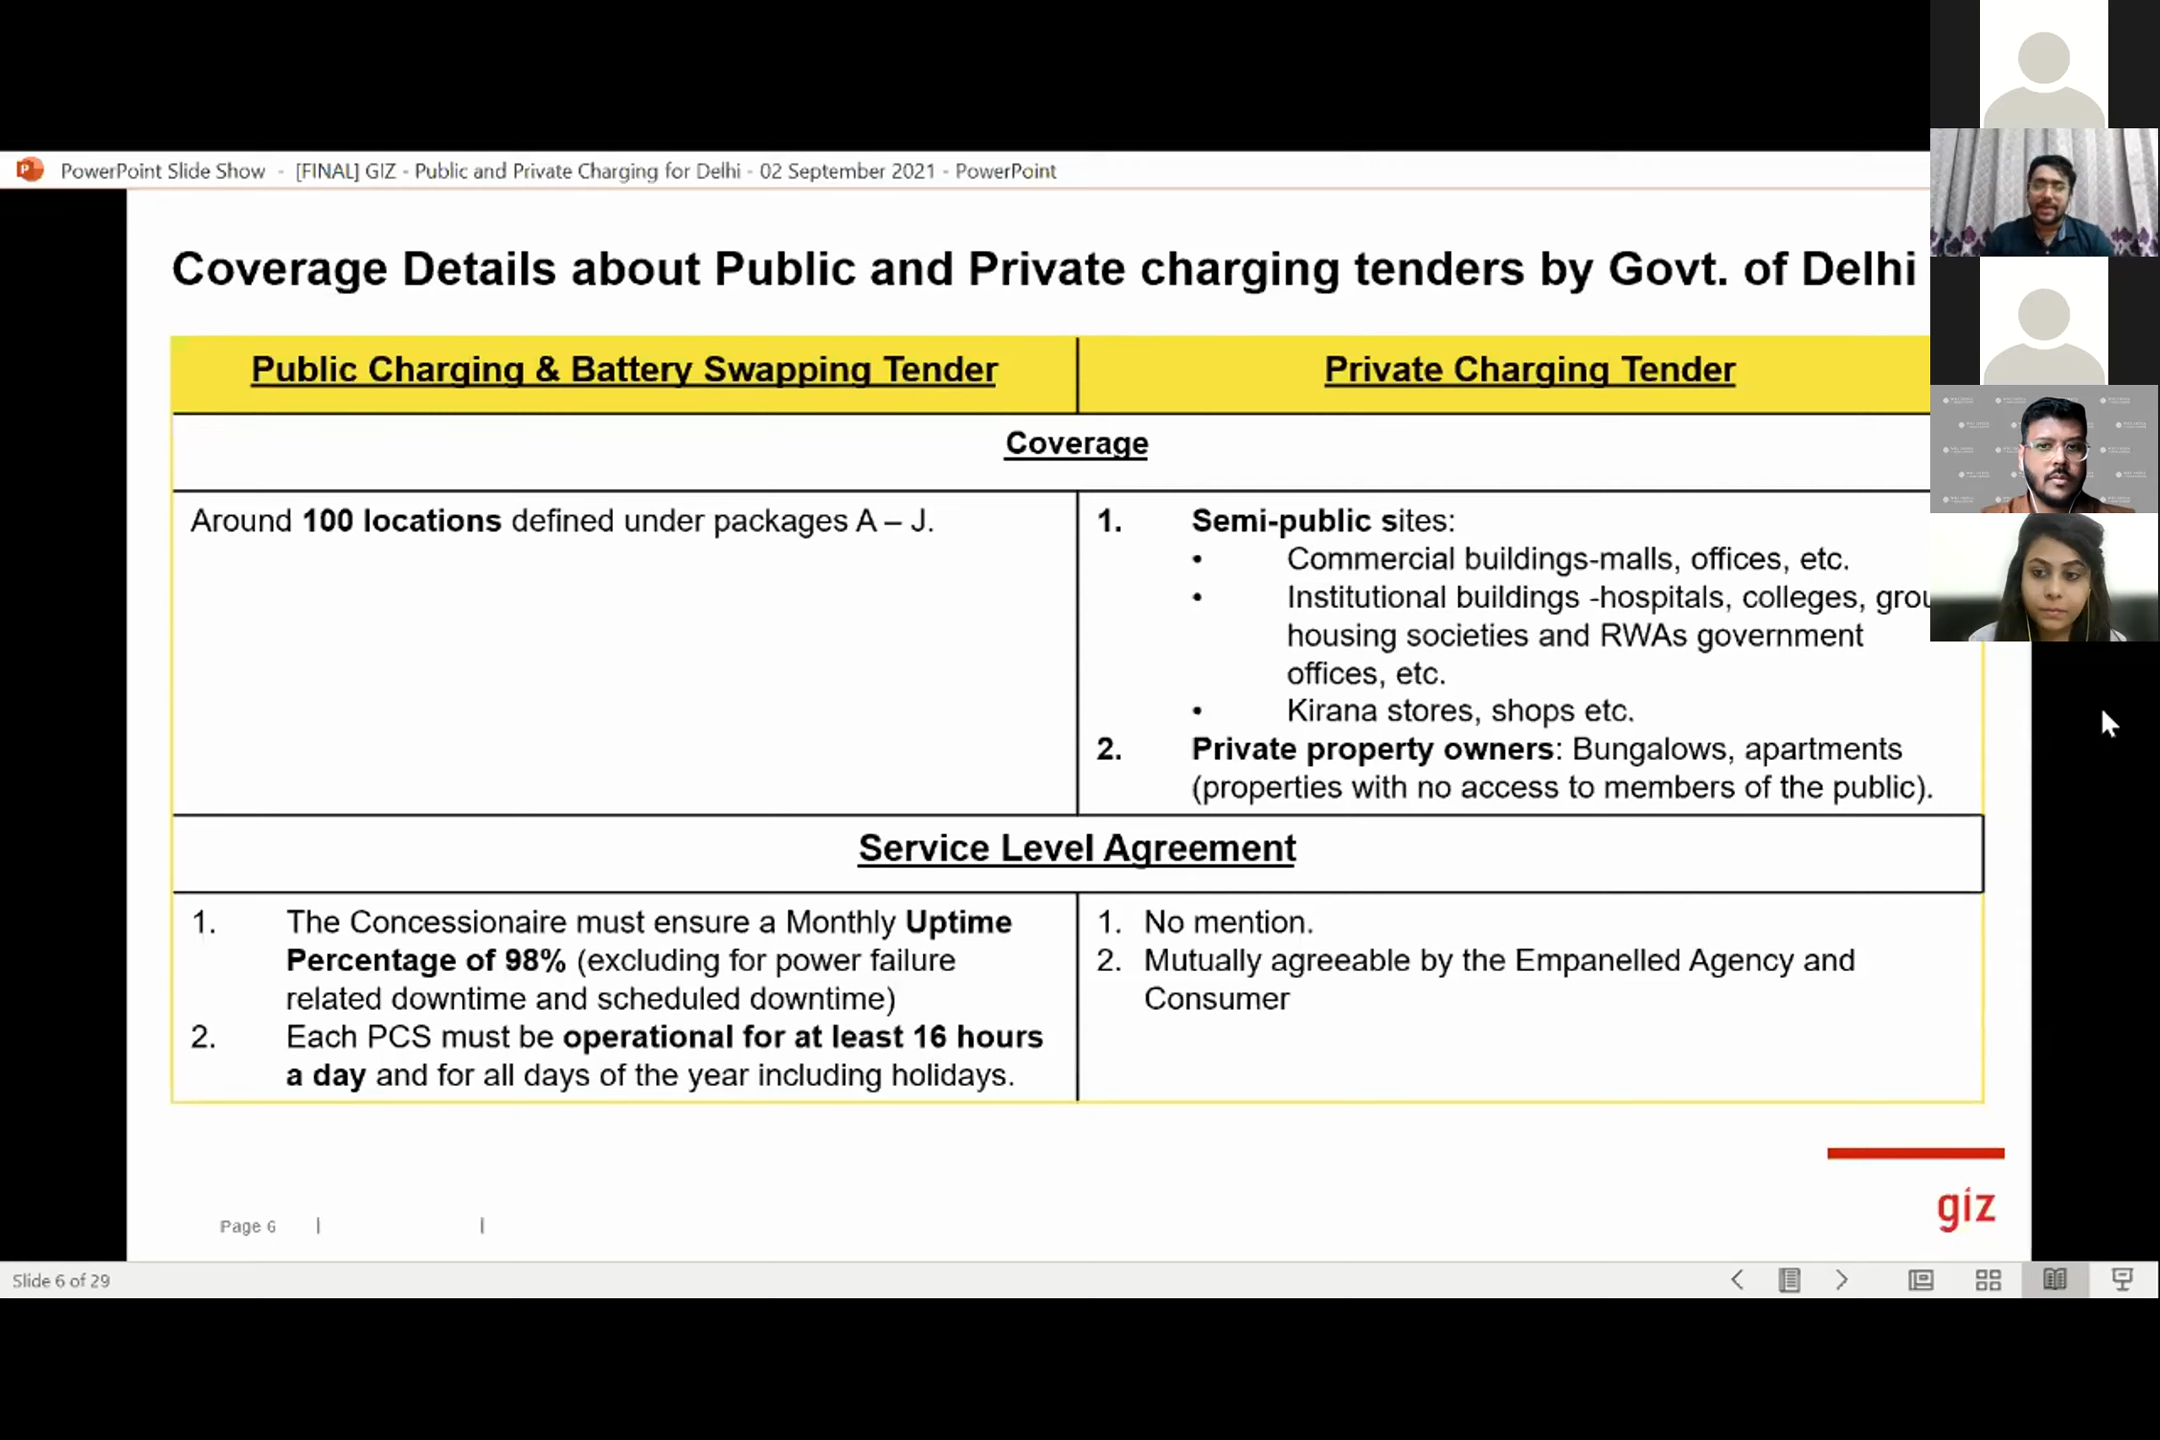 PowerPoint Slide Show - [FINAL] GIZ - Public and Private Charging for Delhi - 02 September 2021 - PowerPoint
Coverage Details about Public and Private charging tenders by Govt. of Delhi
Public Charging & Battery Swapping Tender
Private Charging Tender
Coverage
Around 100 locations defined under packages A – J.
1. Semi-public sites:
• Commercial buildings-malls, offices, etc.
• Institutional buildings -hospitals, colleges,
housing societies and RWAs government
offices, etc.
• Kirana stores, shops etc.
2. Private property owners: Bungalows, apartments
(properties with no access to members of the public).
Service Level Agreement
1. The Concessionaire must ensure a Monthly Uptime
Percentage of 98% (excluding for power failure
related downtime and scheduled downtime)
2. Each PCS must be operational for at least 16 hours
a day and for all days of the year including holidays.
1. No mention.
2. Mutually agreeable by the Empanelled Agency and
Consumer
giz
Page 6 | |
Slide 6 of 29